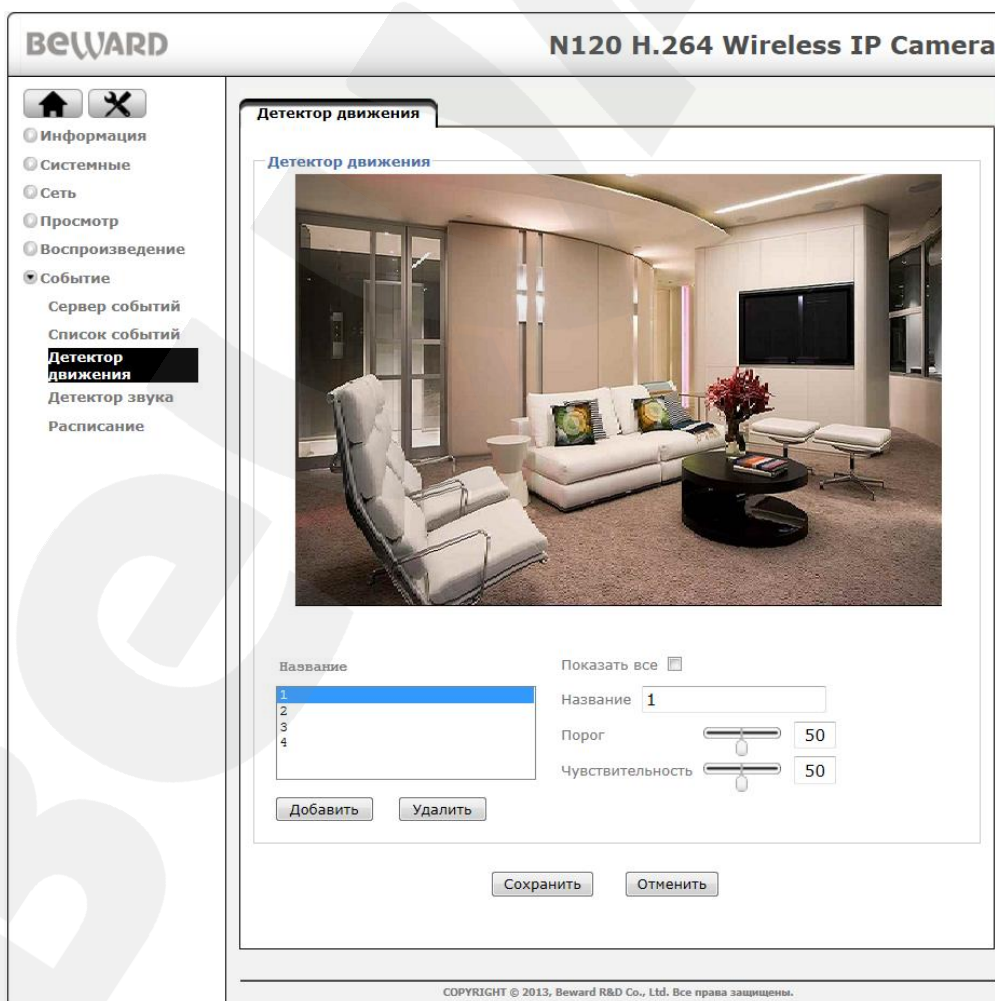 BEWARD
N120 H.264 Wireless IP Camera
Информация
Системные
Сеть
Просмотр
Воспроизведение
Событие
Сервер событий
Список событий
Детектор
движения
Детектор звука
Расписание
Детектор движения
Детектор движения
Название
1
2
3
4
Добавить Удалить
Показать все
Название 1
Порог 50
Чувствительность 50
Сохранить Отменить
COPYRIGHT © 2013, Beward R&D Co., Ltd. Все права защищены.